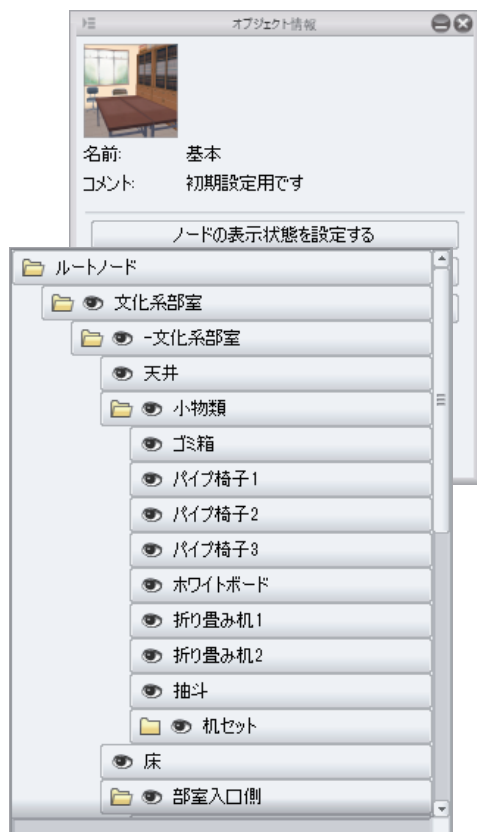 オブジェクト情報
名前: 基本
コメント: 初期設定用です
ノードの表示状態を設定する
ルートノード
文化系部室
-文化系部室
天井
小物類
ゴミ箱
パイプ椅子1
パイプ椅子2
パイプ椅子3
ホワイトボード
折り畳み机1
折り畳み机2
抽斗
机セット
床
部室入口側